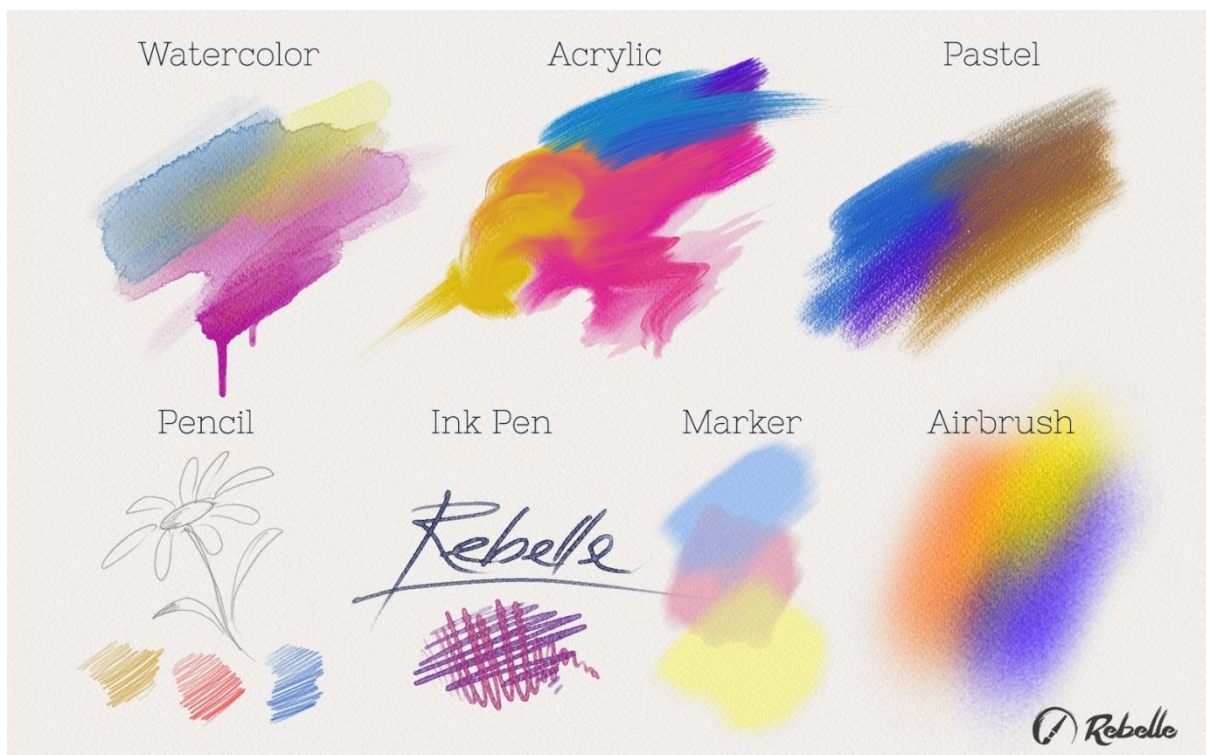 Watercolor
Acrylic
Pastel
Pencil
Ink Pen
Marker
Airbrush
Rebelle
Rebelle